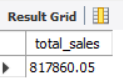 Result Grid
total_sales
817860.05